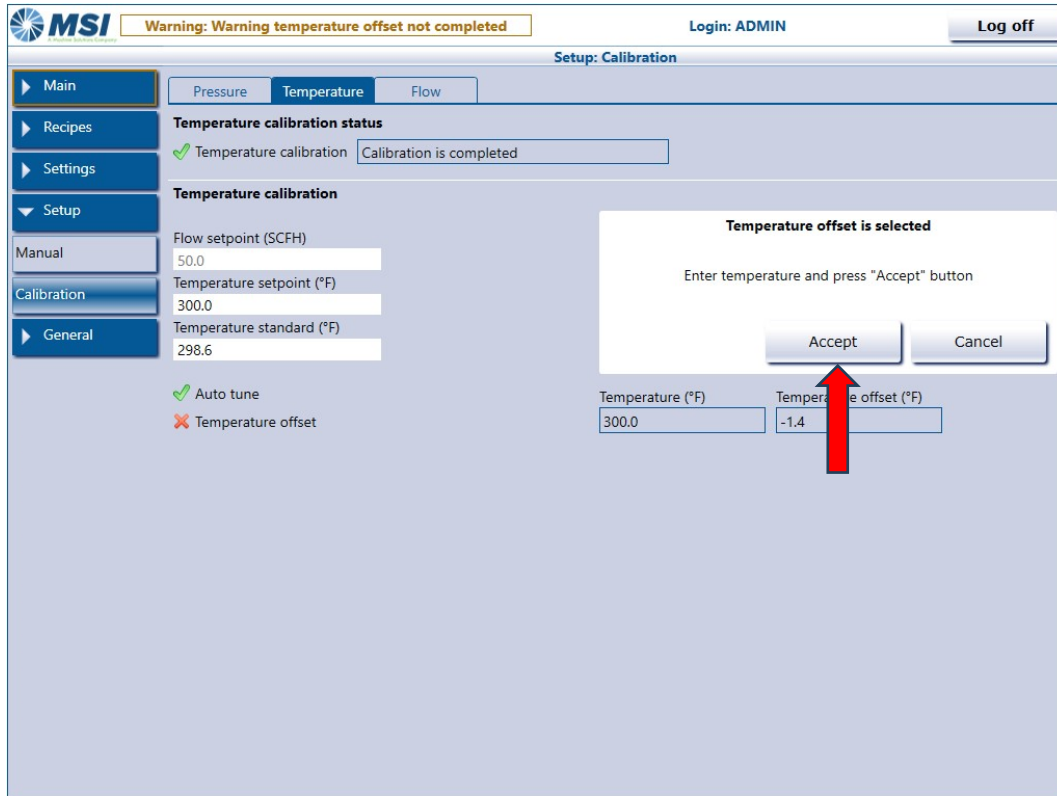 MSI
Warning: Warning temperature offset not completed
Login: ADMIN
Log off
Setup: Calibration
Main
Recipes
Settings
Setup
Manual
Calibration
General
Pressure Temperature Flow
Temperature calibration status
Temperature calibration Calibration is completed
Temperature calibration
Flow setpoint (SCFH)
50.0
Temperature setpoint (°F)
300.0
Temperature standard (°F)
298.6
Auto tune
Temperature offset
Temperature offset is selected
Enter temperature and press "Accept" button
Accept Cancel
Temperature (°F) Temperature offset (°F)
300.0 -1.4